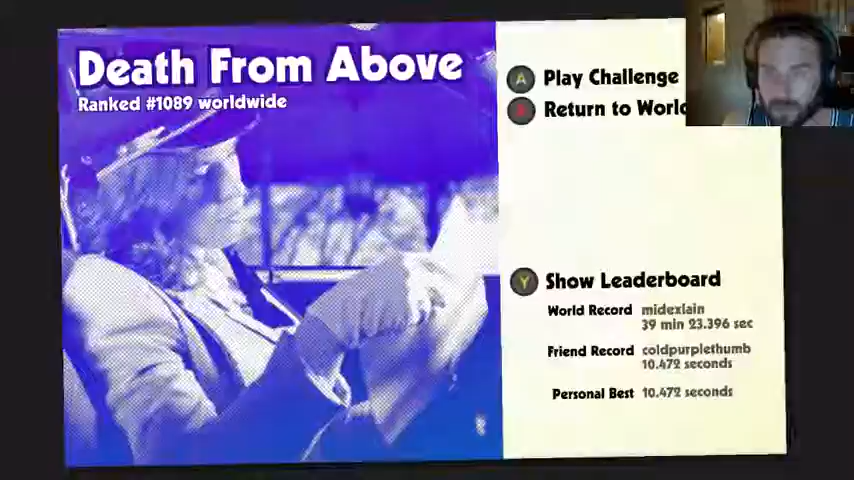 Death From Above
Ranked #1089 worldwide
A Play Challenge
Return to World
Y Show Leaderboard
World Record midexlain
39 min 23.396 sec
Friend Record coldpurplethumb
10.472 seconds
Personal Best 10.472 seconds